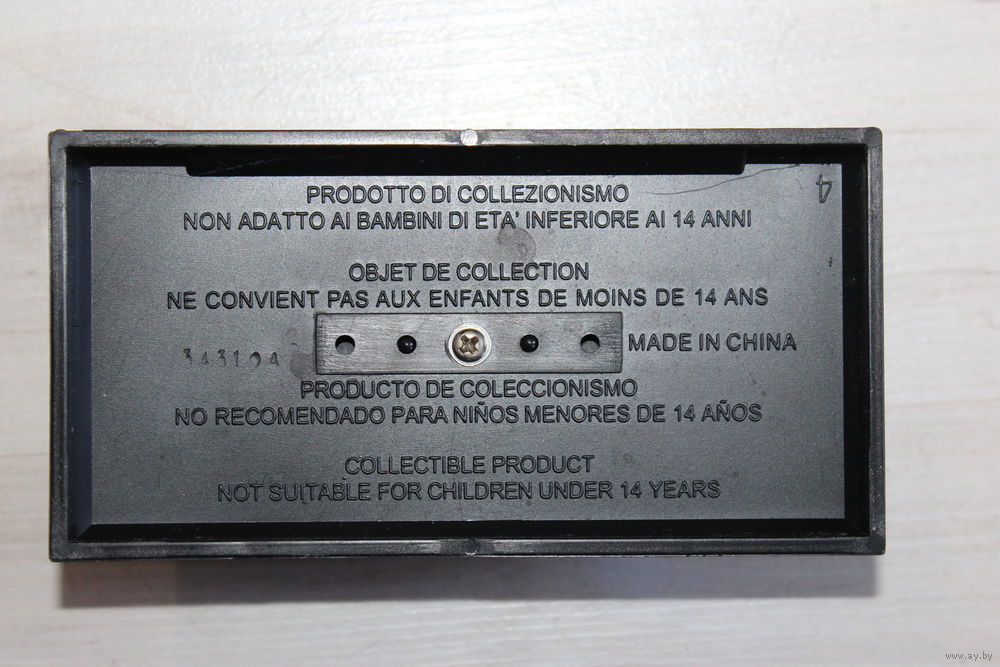 PRODOTTO DI COLLEZIONISMO
NON ADATTO AI BAMBINI DI ETA' INFERIORE AI 14 ANNI
4
OBJET DE COLLECTION
NE CONVIENT PAS AUX ENFANTS DE MOINS DE 14 ANS
MADE IN CHINA
34310A
PRODUCTO DE COLECCIONISMO
NO RECOMENDADO PARA NIÑOS MENORES DE 14 AÑOS
COLLECTIBLE PRODUCT
NOT SUITABLE FOR CHILDREN UNDER 14 YEARS
www.ay.by